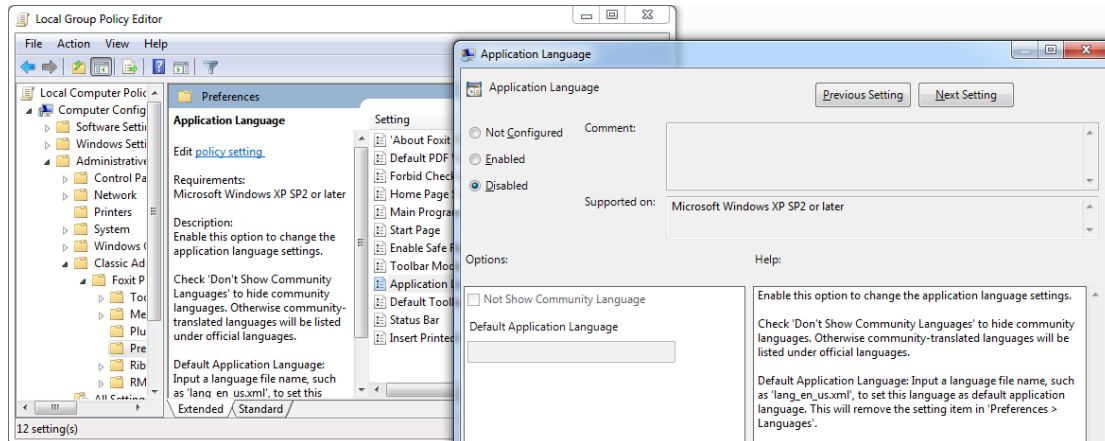 Local Group Policy Editor
File Action View Help
Local Computer Polic
Computer Config
Software Setti
Windows Setti
Administrative
Control Pa
Network
Printers
System
Windows
Classic Ad
Foxit P
Too
Me
Plu
Pre
Rib
RM
All Setting
12 setting(s)
Preferences
Application Language
Edit policy setting
Requirements:
Microsoft Windows XP SP2 or later
Description:
Enable this option to change the
application language settings.
Check 'Don't Show Community
Languages' to hide community
languages. Otherwise community-
translated languages will be listed
under official languages.
Default Application Language:
Input a language file name, such
as 'lang_en_us.xml', to set this
Extended Standard
Setting
'About Foxit
Default PDF
Forbid Check
Home Page
Main Progra
Start Page
Enable Safe
Toolbar Mod
Application
Default Tool
Status Bar
Insert Printed
Application Language
Application Language
Previous Setting Next Setting
Not Configured
Enabled
Disabled
Comment:
Supported on:
Microsoft Windows XP SP2 or later
Options:
Not Show Community Language
Default Application Language
Help:
Enable this option to change the application language settings.
Check 'Don't Show Community Languages' to hide community
languages. Otherwise community-translated languages will be
listed under official languages.
Default Application Language: Input a language file name, such
as 'lang_en_us.xml', to set this language as default application
language. This will remove the setting item in 'Preferences >
Languages'.